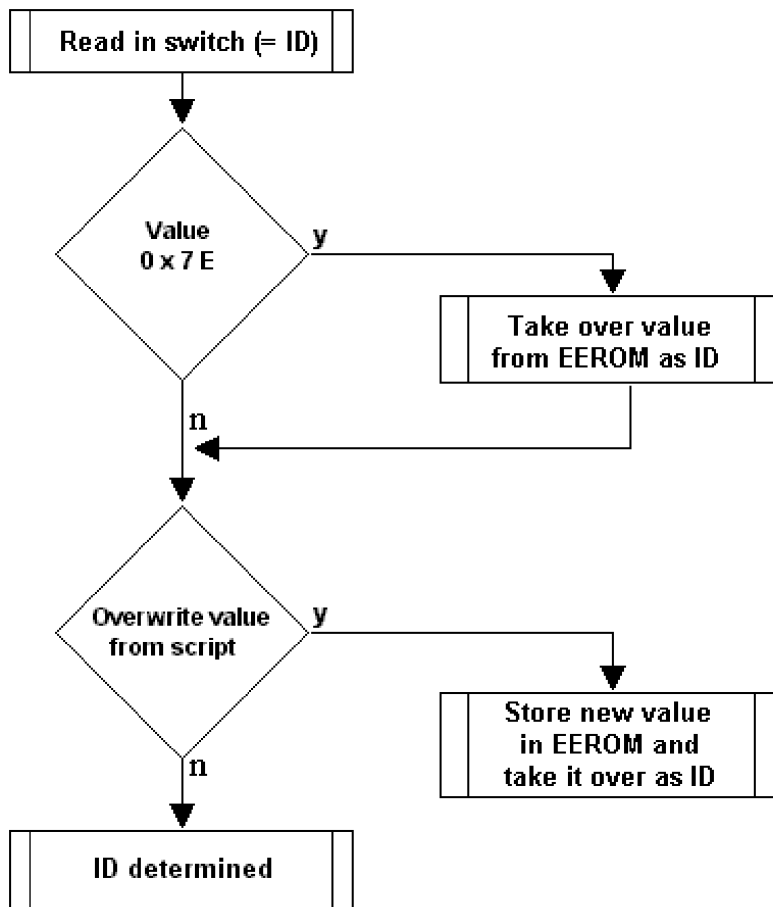 Read in switch (= ID)
Value
0 x 7 E
y
Take over value
from EEROM as ID
n
Overwrite value
from script
y
Store new value
in EEROM and
take it over as ID
n
ID determined